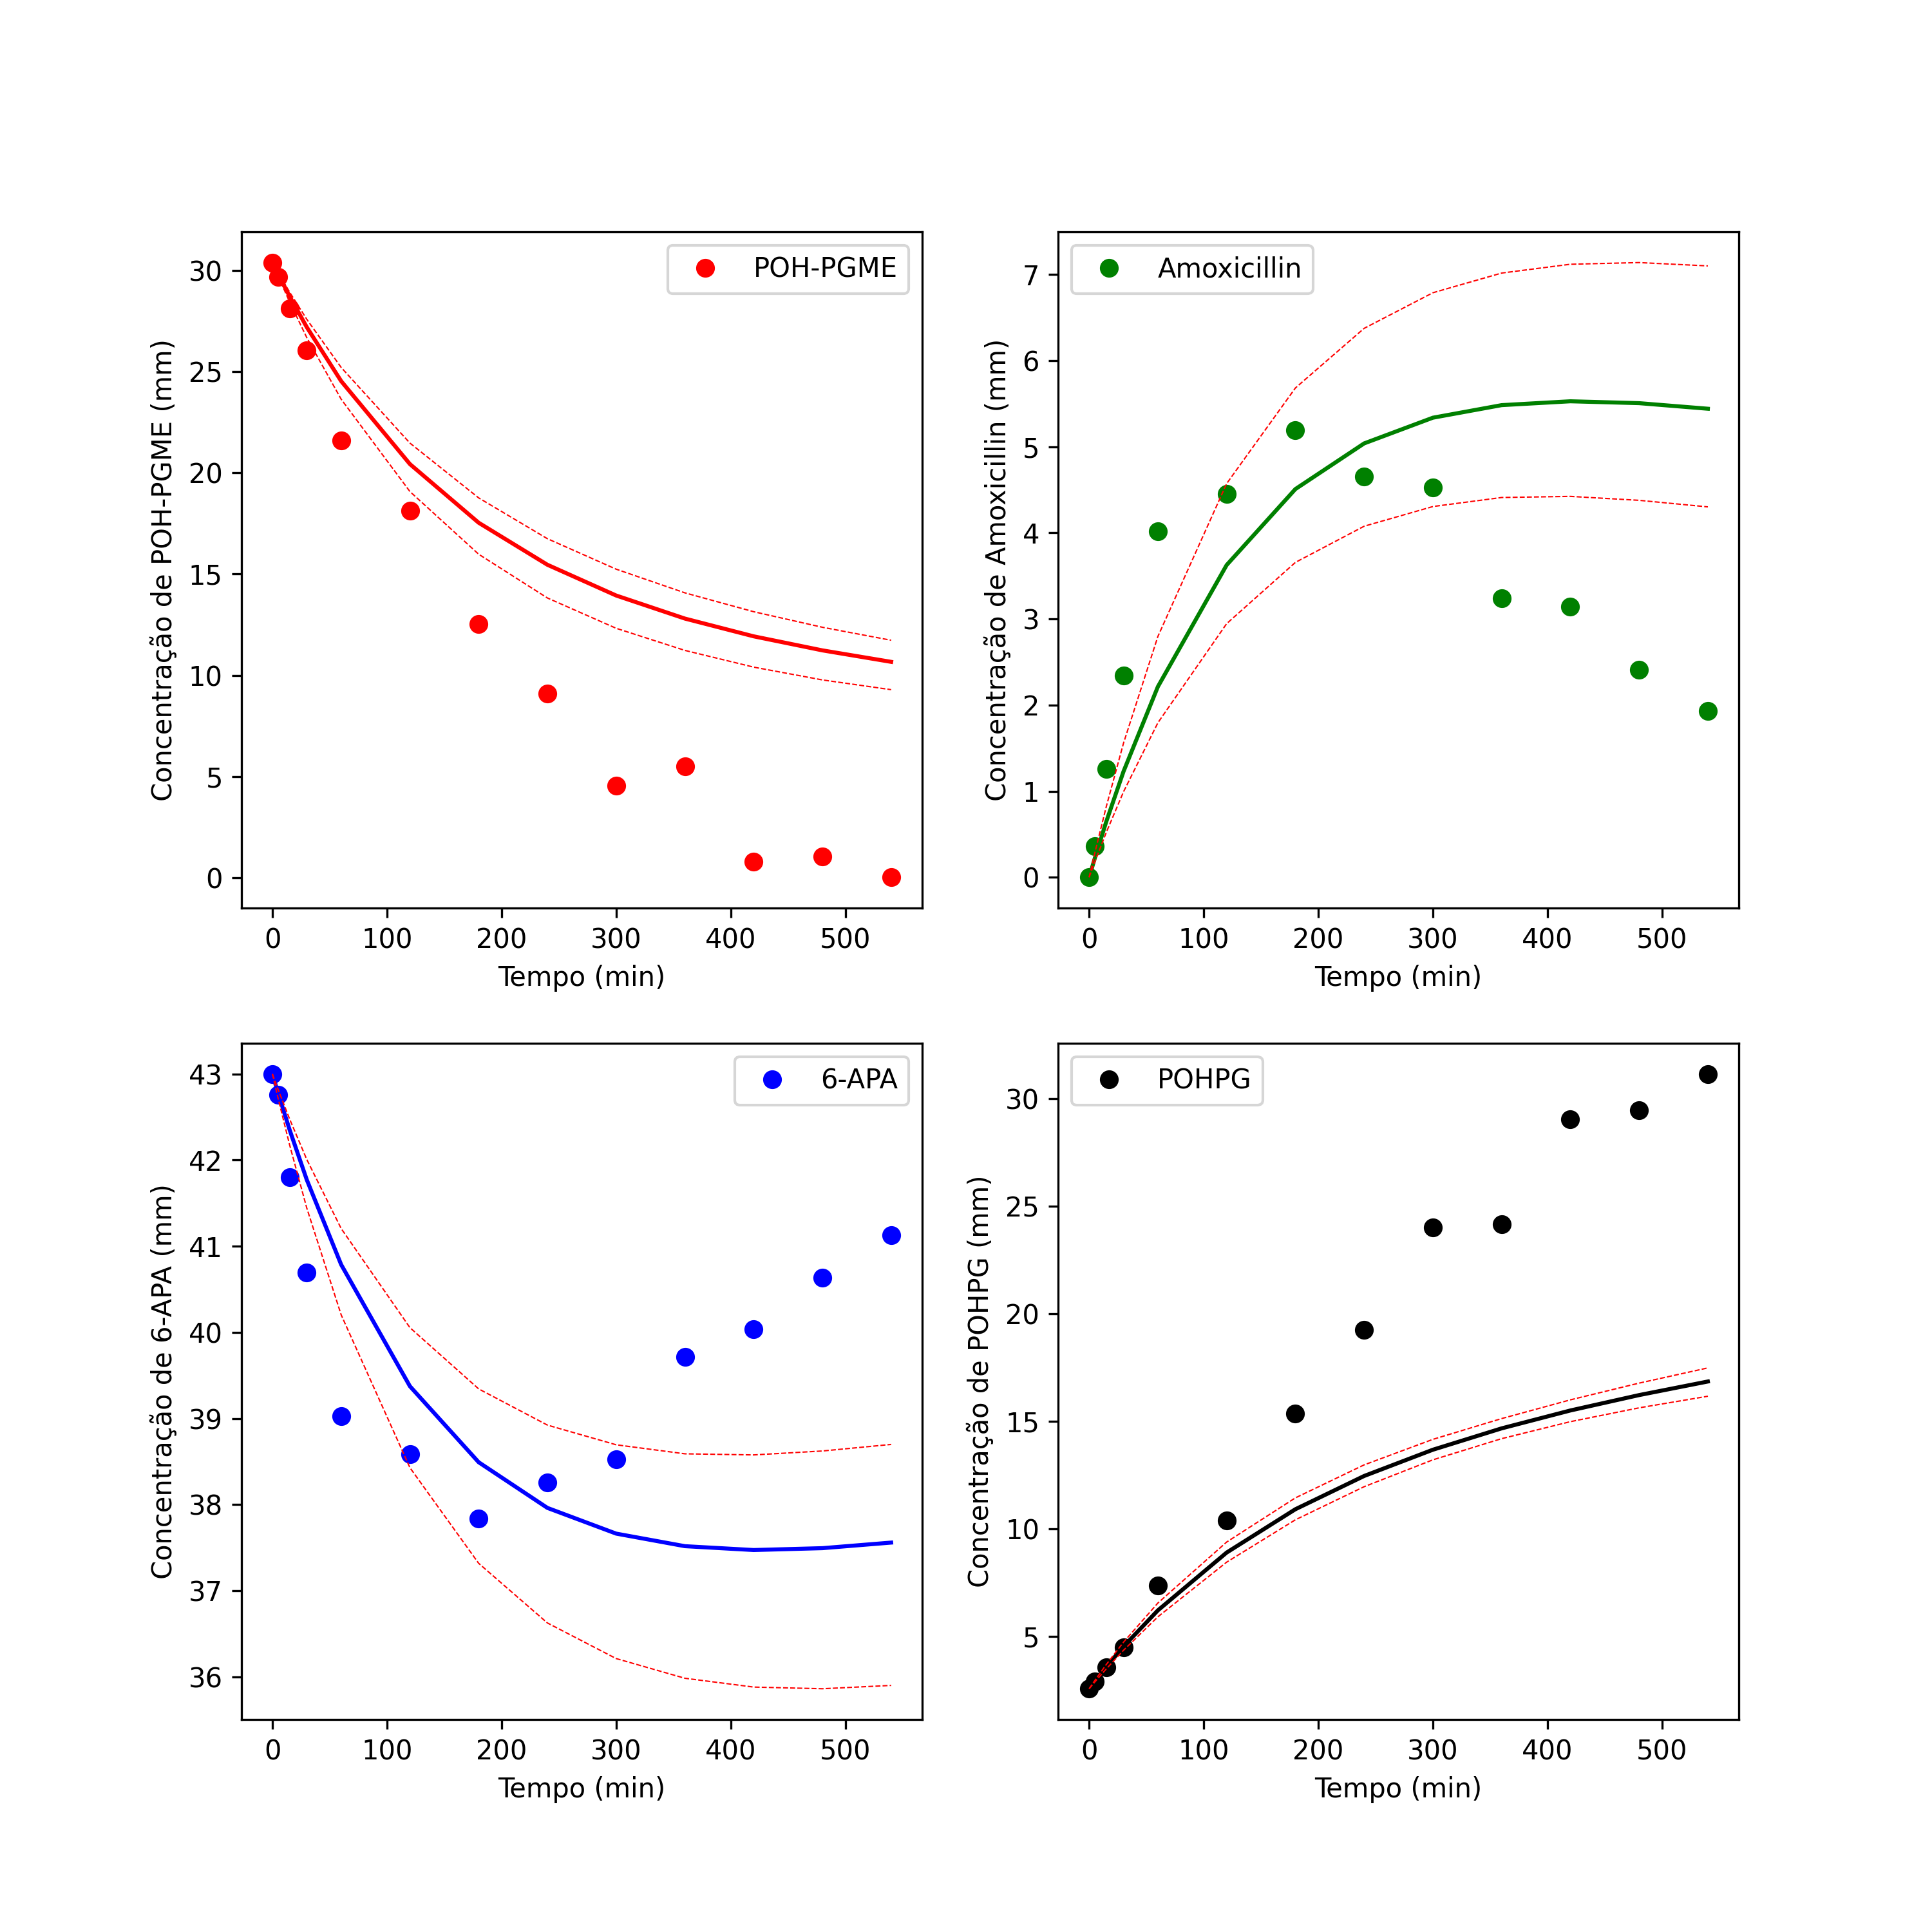 POH-PGME
Concentração de POH-PGME (mm)
30
25
20
15
10
5
0
0 100 200 300 400 500
Tempo (min)
Amoxicillin
Concentração de Amoxicillin (mm)
7
6
5
4
3
2
1
0
0 100 200 300 400 500
Tempo (min)
6-APA
Concentração de 6-APA (mm)
43
42
41
40
39
38
37
36
0 100 200 300 400 500
Tempo (min)
POHPG
Concentração de POHPG (mm)
30
25
20
15
10
5
0 100 200 300 400 500
Tempo (min)